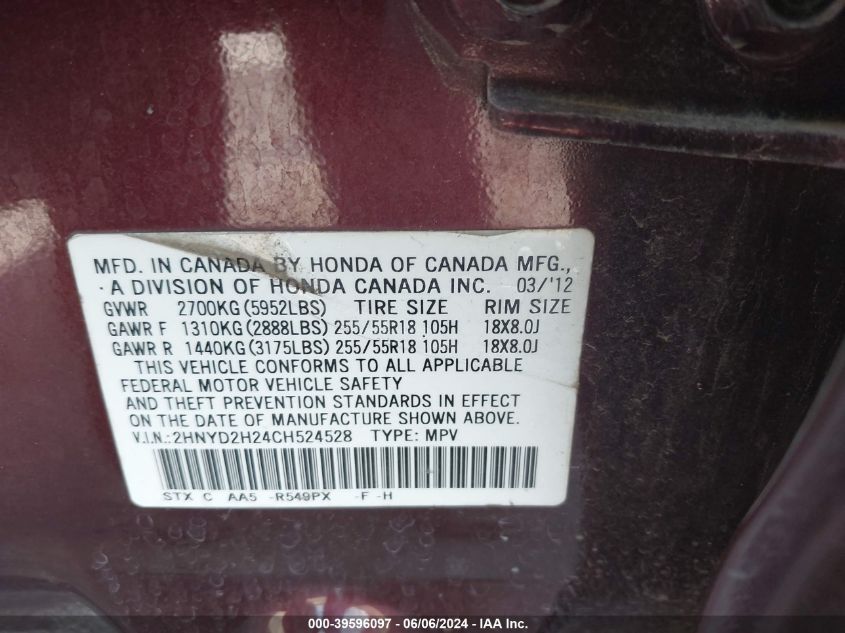 MFD. IN CANADA BY HONDA OF CANADA MFG.,
A DIVISION OF HONDA CANADA INC. 03/'12
GVWR 2700KG(5952LBS) TIRE SIZE RIM SIZE
GAWR F 1310KG(2888LBS) 255/55R18 105H 18X8.0J
GAWR R 1440KG(3175LBS) 255/55R18 105H 18X8.0J
THIS VEHICLE CONFORMS TO ALL APPLICABLE
FEDERAL MOTOR VEHICLE SAFETY
AND THEFT PREVENTION STANDARDS IN EFFECT
ON THE DATE OF MANUFACTURE SHOWN ABOVE.
V.I.N.:2HNYD2H24CH524528 TYPE: MPV
STX C AA5 -R549PX -F -H
000-39596097 - 06/06/2024 - IAA Inc.